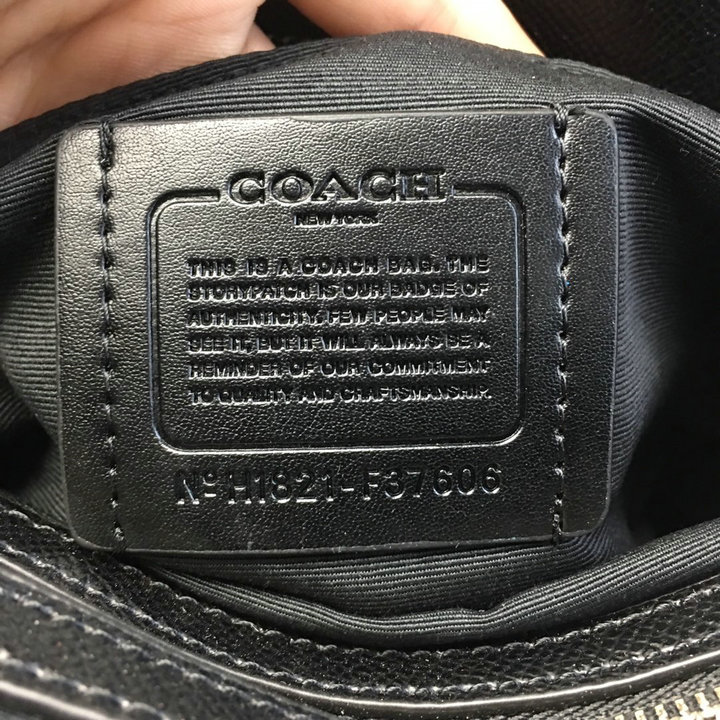 COACH
NEW YORK
THIS IS A COACH BAG. THE
STORYPATCH IS OUR BADGE OF
AUTHENTICITY. FEW PEOPLE MAY
SEE IT, BUT IT WILL ALWAYS BE A
REMINDER OF OUR COMMITMENT
TO QUALITY AND CRAFTSMANSHIP.
Nº H1821-F37606